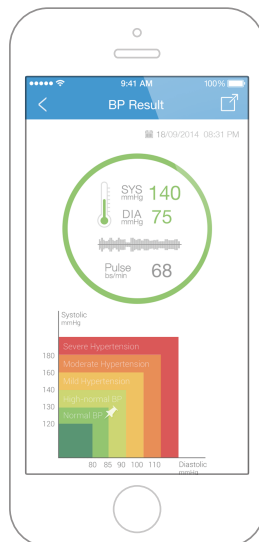 9:41 AM 100%
BP Result
18/09/2014 08:31 PM
SYS 140
mmHg
DIA 75
mmHg
Pulse 68
bs/min
Systolic
mmHg
Severe Hypertension
180
Moderate Hypertension
160
Mild Hypertension
140
High-normal BP
130
Normal BP
120
80 85 90 100 110 Diastolic
mmHg